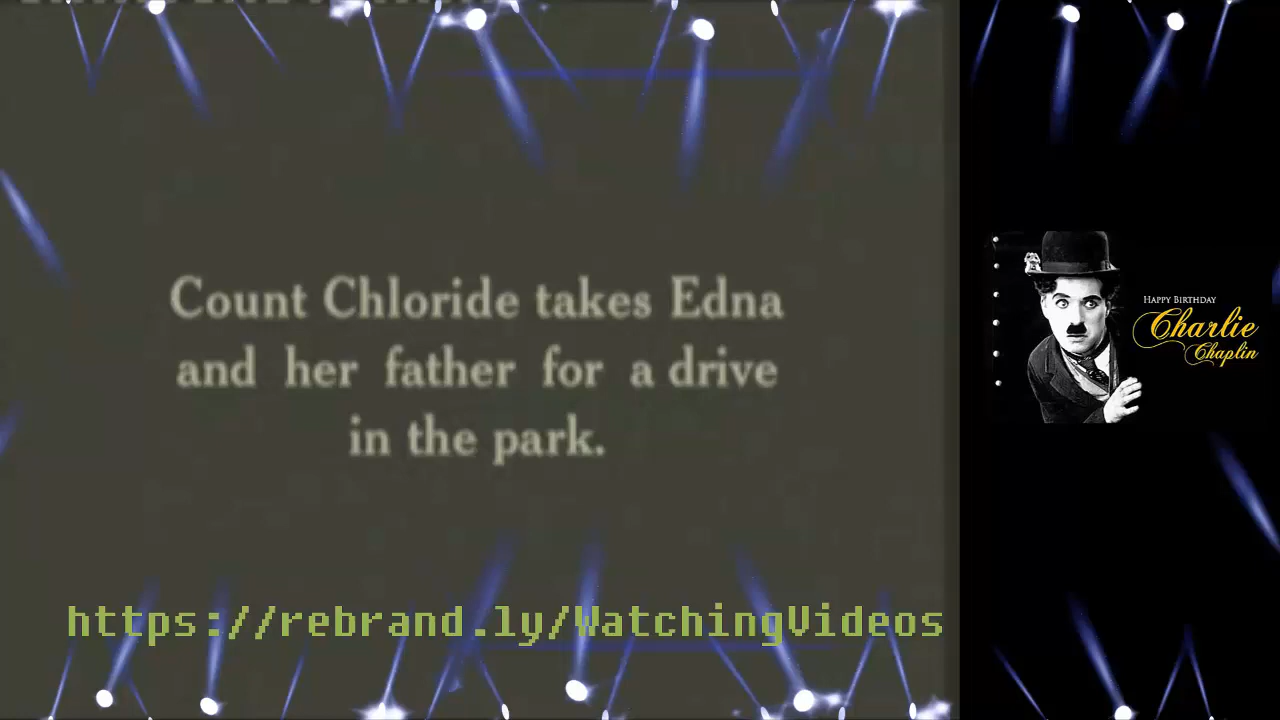 Count Chloride takes Edna
and her father for a drive
in the park.
HAPPY BIRTHDAY
Charlie
Chaplin
https://rebrand.ly/WatchingVideos